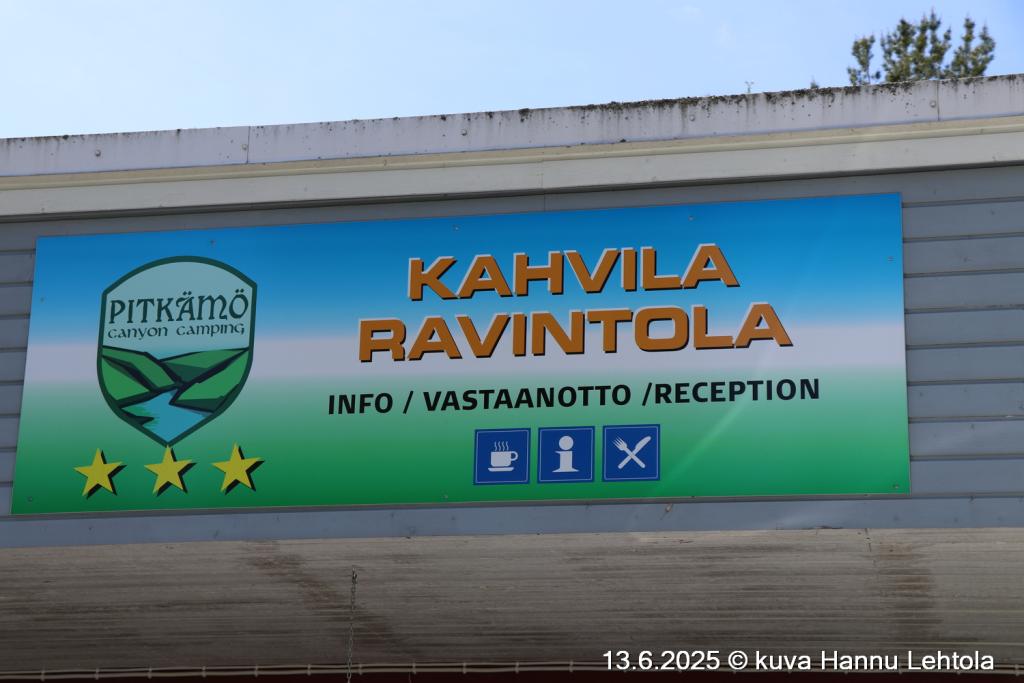 PITKÄMÖ
canyon camping
KAHVILA
RAVINTOLA
INFO / VASTAANOTTO /RECEPTION
13.6.2025 © kuva Hannu Lehtola